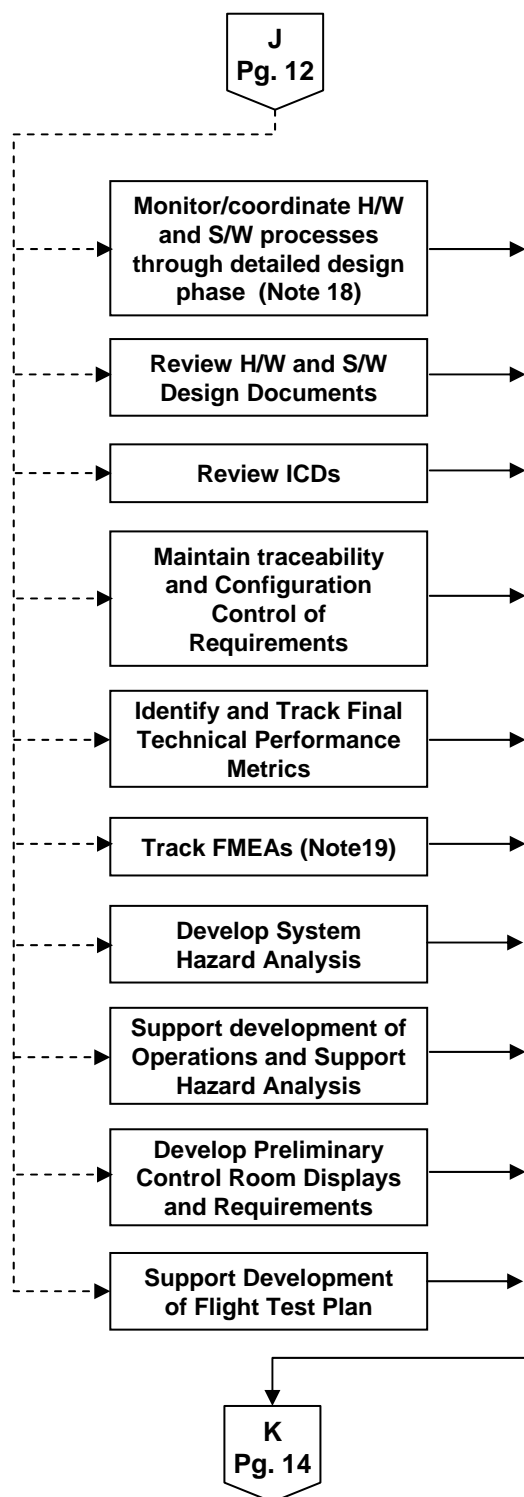 J
Pg. 12
Monitor/coordinate H/W
and S/W processes
through detailed design
phase (Note 18)
Review H/W and S/W
Design Documents
Review ICDs
Maintain traceability
and Configuration
Control of
Requirements
Identify and Track Final
Technical Performance
Metrics
Track FMEAs (Note19)
Develop System
Hazard Analysis
Support development of
Operations and Support
Hazard Analysis
Develop Preliminary
Control Room Displays
and Requirements
Support Development
of Flight Test Plan
K
Pg. 14